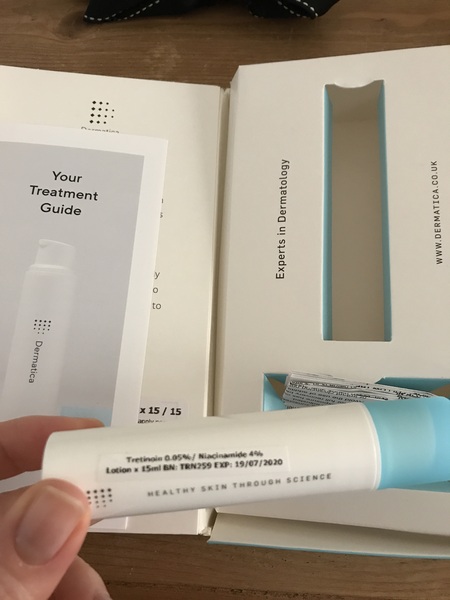 Dermatica
Your
Treatment
Guide
Dermatica
to
x 15 / 15
Experts in Dermatology
WWW.DERMATICA.CO.UK
Tretinoin 0.05%/ Niacinamide 4%
Lotion x 15ml BN: TRN259 EXP: 19/07/2020
HEALTHY SKIN THROUGH SCIENCE